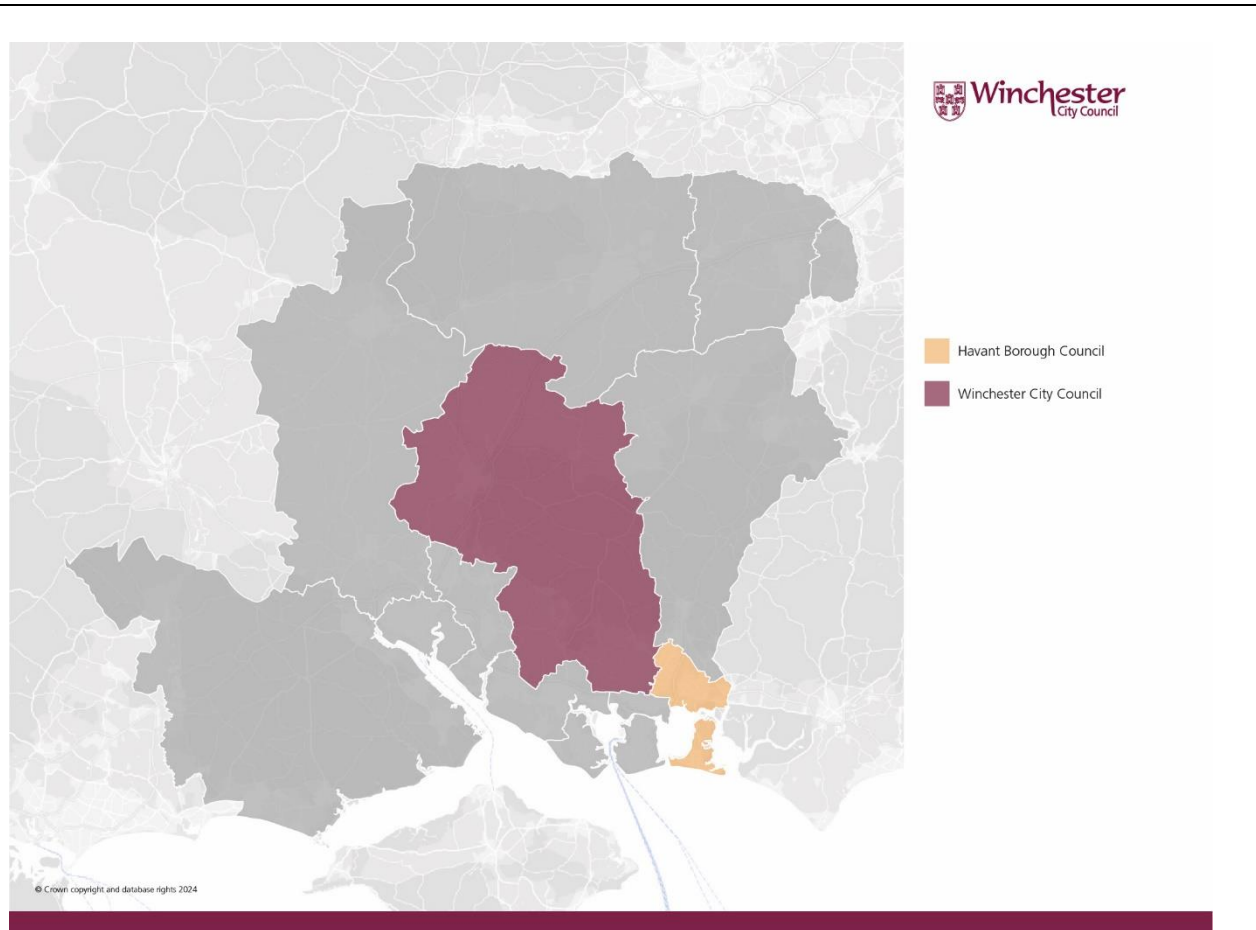 Winchester
City Council
Havant Borough Council
Winchester City Council
© Crown copyright and database rights 2024